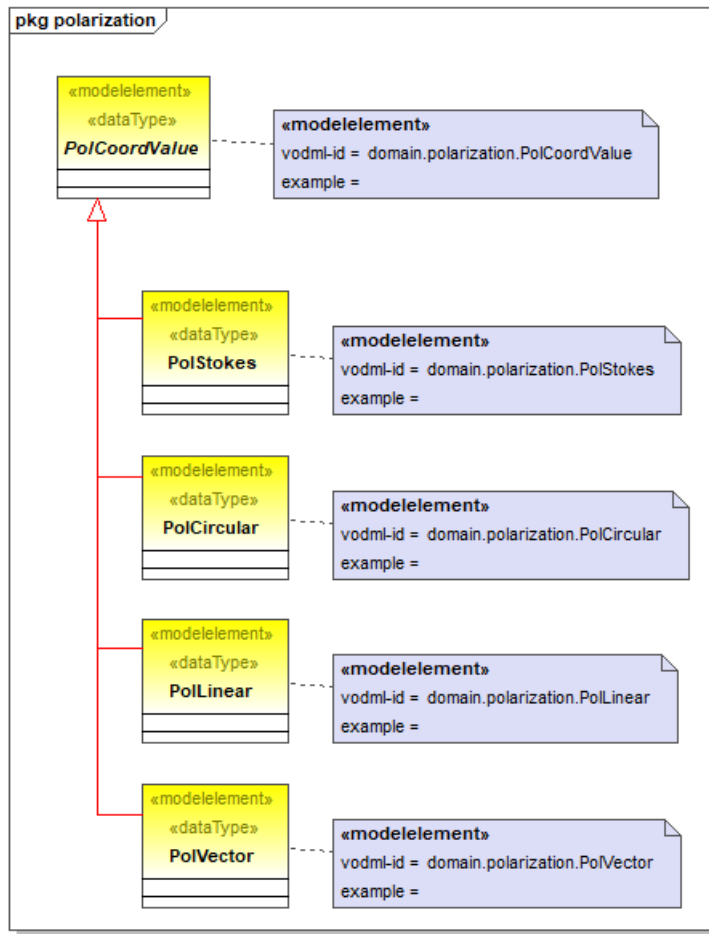 pkg polarization
«modelelement»
«dataType»
PolCoordValue
«modelelement»
vodml-id = domain.polarization.PolCoordValue
example =
«modelelement»
«dataType»
PolStokes
«modelelement»
vodml-id = domain.polarization.PolStokes
example =
«modelelement»
«dataType»
PolCircular
«modelelement»
vodml-id = domain.polarization.PolCircular
example =
«modelelement»
«dataType»
PolLinear
«modelelement»
vodml-id = domain.polarization.PolLinear
example =
«modelelement»
«dataType»
PolVector
«modelelement»
vodml-id = domain.polarization.PolVector
example =